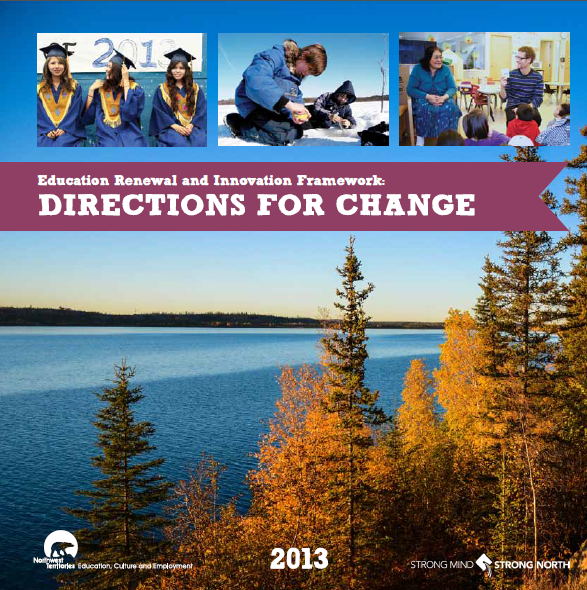 2013
Education Renewal and Innovation Framework:
DIRECTIONS FOR CHANGE
Northwest
Territories Education, Culture and Employment
2013
STRONG MIND STRONG NORTH